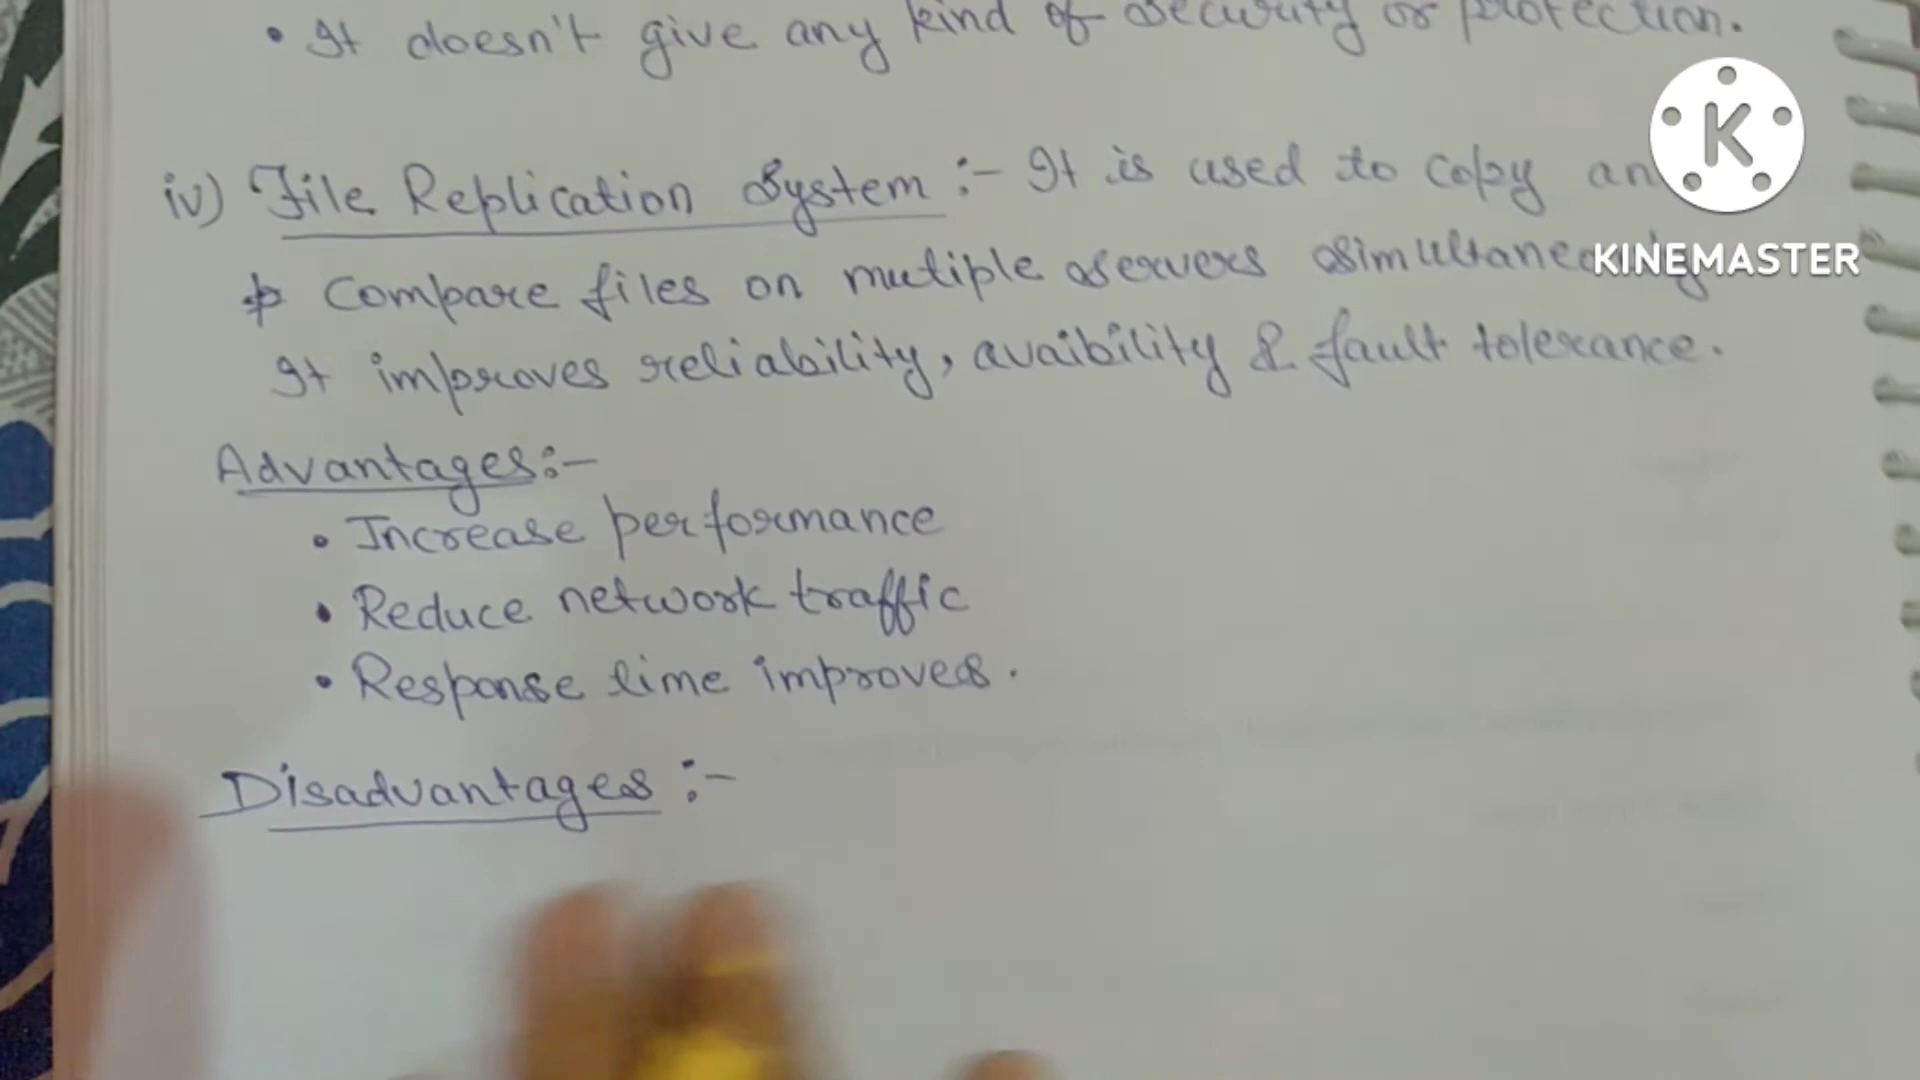 • It doesn't give any kind of security or protection.
iv) File Replication System :- It is used to copy an
Compare files on mutiple servers simultaneously
It improves reliability, avaibility & fault tolerance.
Advantages:-
• Increase performance
• Reduce network traffic
• Response time improves.
Disadvantages :-
K
KINEMASTER